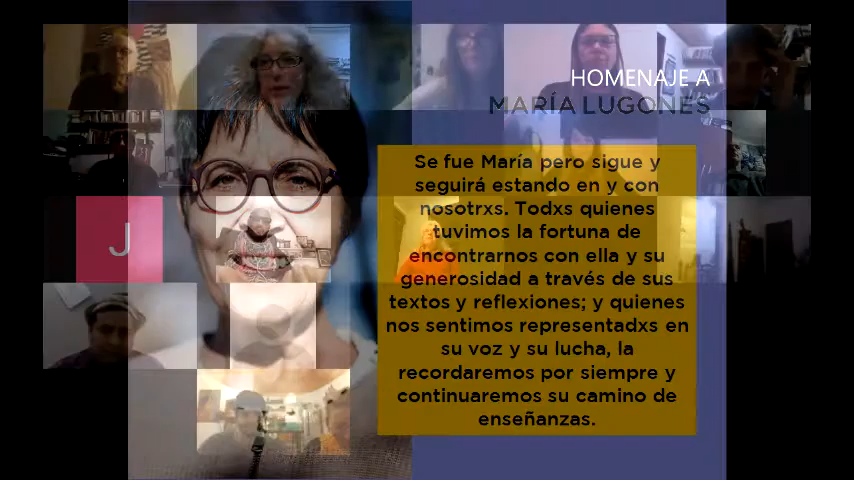 HOMENAJE A
MARÍA LUGONES
Se fue María pero sigue y
seguirá estando en y con
nosotrxs. Todxs quienes
tuvimos la fortuna de
encontrarnos con ella y su
generosidad a través de sus
textos y reflexiones; y quienes
nos sentimos representadxs en
su voz y su lucha, la
recordaremos por siempre y
continuaremos su camino de
enseñanzas.
J